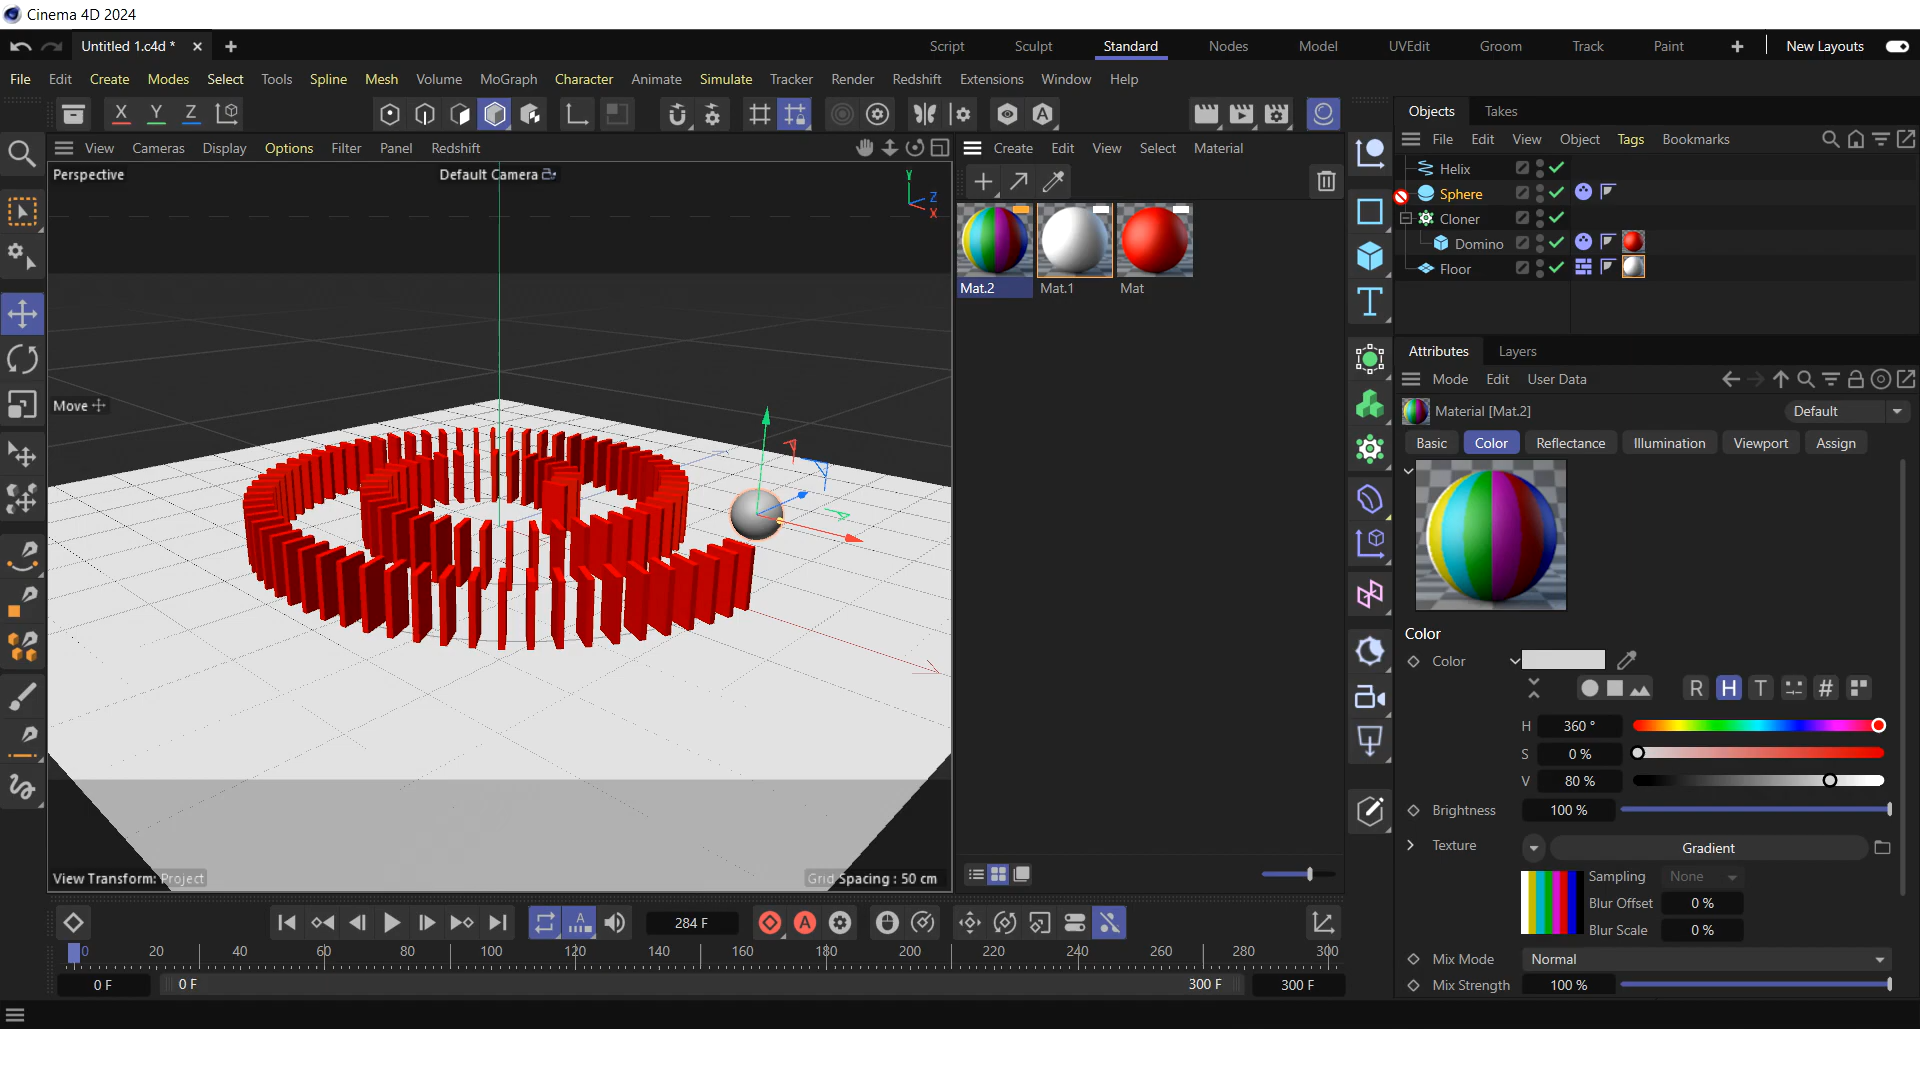 Cinema 4D 2024
Untitled 1.c4d *
Script Sculpt Standard Nodes Model UVEdit Groom Track Paint New Layouts
File Edit Create Modes Select Tools Spline Mesh Volume MoGraph Character Animate Simulate Tracker Render Redshift Extensions Window Help
X Y Z
Objects Takes
File Edit View Object Tags Bookmarks
View Cameras Display Options Filter Panel Redshift
Create Edit View Select Material
Perspective
Default Camera
Y
Z
X
Mat.2 Mat.1 Mat
Helix
Sphere
Cloner
Domino
Floor
Move
Attributes Layers
Mode Edit User Data
Material [Mat.2]
Default
Basic Color Reflectance Illumination Viewport Assign
Color
Color
R H T #
H 360 °
S 0 %
V 80 %
Brightness 100 %
Texture Gradient
Sampling None
Blur Offset 0 %
Blur Scale 0 %
Mix Mode Normal
Mix Strength 100 %
View Transform: Project
Grid Spacing : 50 cm
284 F
0 20 40 60 80 100 120 140 160 180 200 220 240 260 280 300
0 F 0 F 300 F 300 F